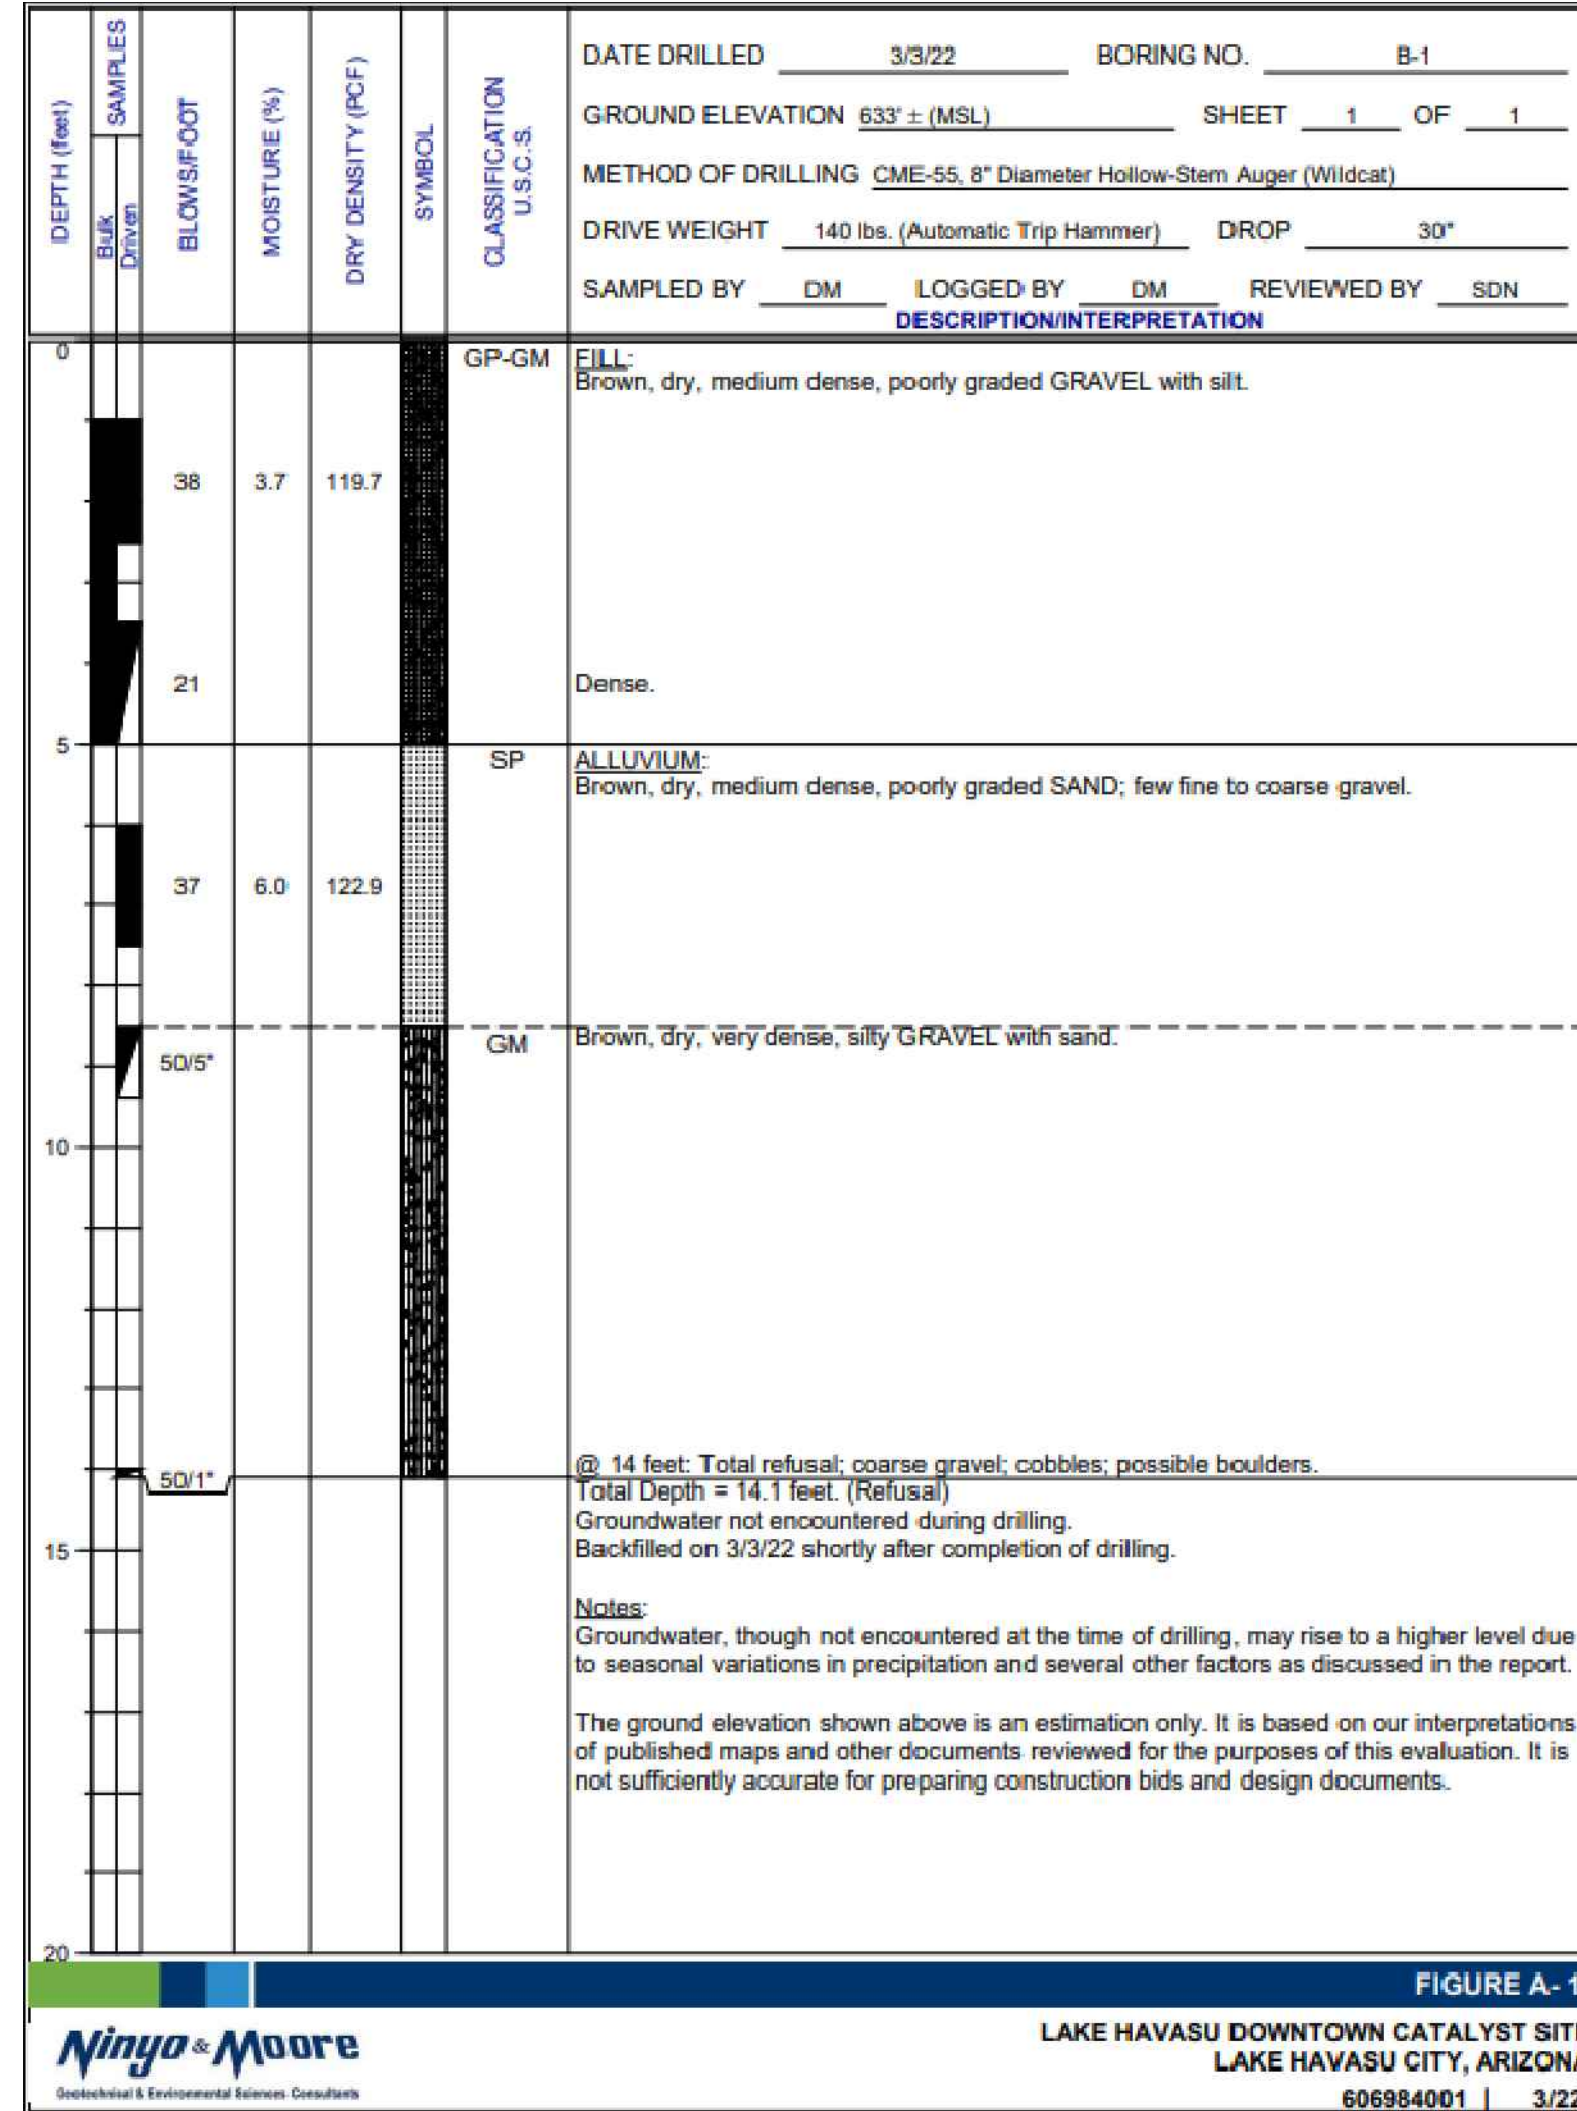 DEPTH (feet)
SAMPLES
Bulk
Driven
BLOWS/FOOT
MOISTURE (%)
DRY DENSITY (PCF)
SYMBOL
CLASSIFICATION
U.S.C.S.
DATE DRILLED 3/3/22 BORING NO. B-1
GROUND ELEVATION 633' ± (MSL) SHEET 1 OF 1
METHOD OF DRILLING CME-55, 8" Diameter Hollow-Stem Auger (Wildcat)
DRIVE WEIGHT 140 lbs. (Automatic Trip Hammer) DROP 30"
SAMPLED BY DM LOGGED BY DM REVIEWED BY SDN
DESCRIPTION/INTERPRETATION
0 GP-GM FILL:
Brown, dry, medium dense, poorly graded GRAVEL with silt.
38 3.7 119.7
21 Dense.
5 SP ALLUVIUM:
Brown, dry, medium dense, poorly graded SAND; few fine to coarse gravel.
37 6.0 122.9
GM Brown, dry, very dense, silty GRAVEL with sand.
50/5"
10
@ 14 feet: Total refusal; coarse gravel; cobbles; possible boulders.
50/1" Total Depth = 14.1 feet. (Refusal)
Groundwater not encountered during drilling.
15 Backfilled on 3/3/22 shortly after completion of drilling.
Notes:
Groundwater, though not encountered at the time of drilling, may rise to a higher level due
to seasonal variations in precipitation and several other factors as discussed in the report.
The ground elevation shown above is an estimation only. It is based on our interpretations
of published maps and other documents reviewed for the purposes of this evaluation. It is
not sufficiently accurate for preparing construction bids and design documents.
20
FIGURE A- 1
Ninyo & Moore
Geotechnical & Environmental Sciences Consultants
LAKE HAVASU DOWNTOWN CATALYST SIT
LAKE HAVASU CITY, ARIZONA
606984001 | 3/22